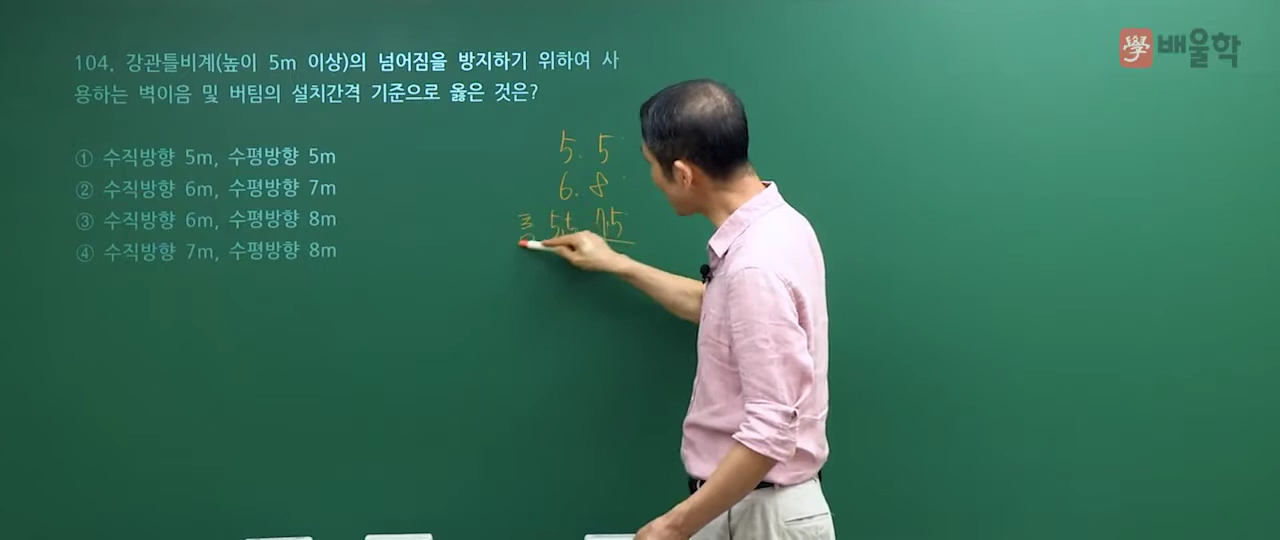 學 배울학
104. 강관틀비계(높이 5m 이상)의 넘어짐을 방지하기 위하여 사
용하는 벽이음 및 버팀의 설치간격 기준으로 옳은 것은?
① 수직방향 5m, 수평방향 5m
② 수직방향 6m, 수평방향 7m
③ 수직방향 6m, 수평방향 8m
④ 수직방향 7m, 수평방향 8m
5. 5
6. 8